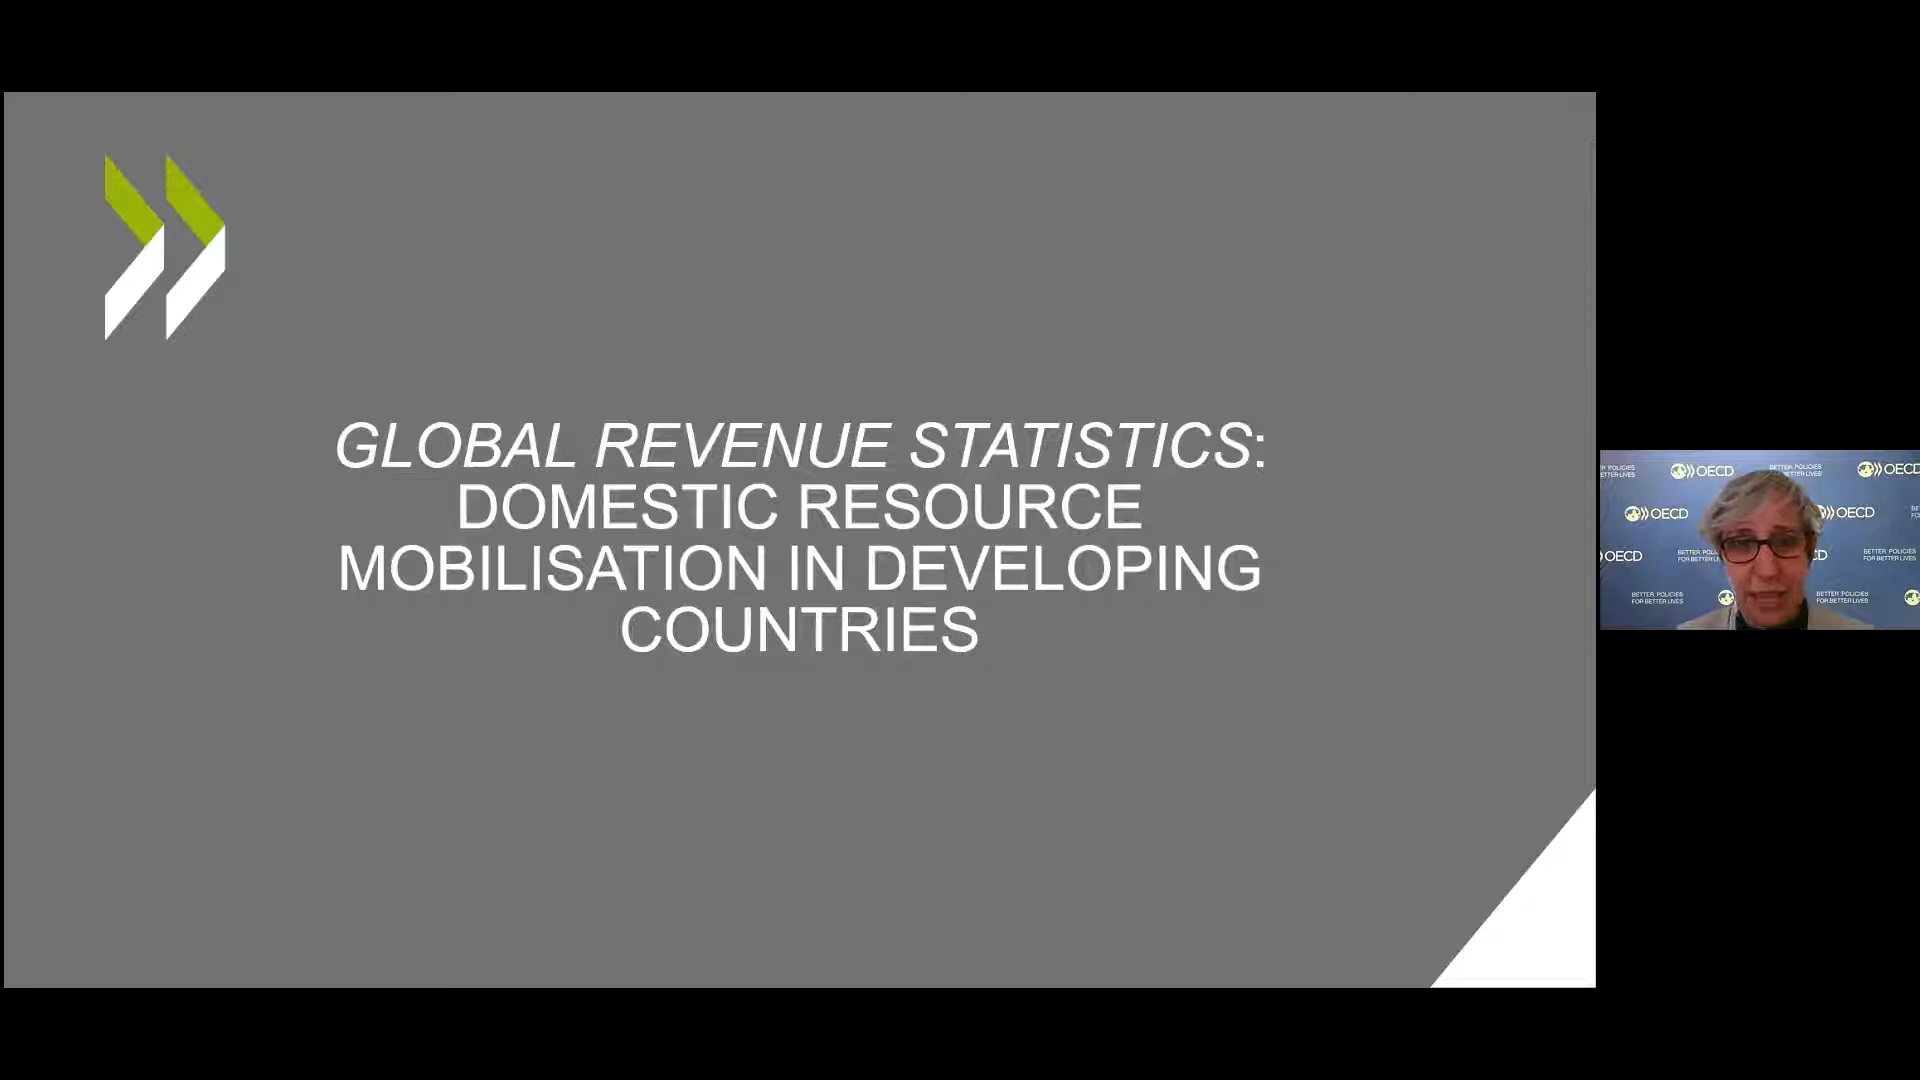 GLOBAL REVENUE STATISTICS:
DOMESTIC RESOURCE
MOBILISATION IN DEVELOPING
COUNTRIES
POLICIES
OECD
BETTER POLICIES
BETTER LIVES
OECD
OECD
OECD
OECD
BETTER POLICIES
FOR BETTER LIVES
BETTER POLICIES
FOR BETTER LIVES
BETTER POLICIES
FOR BETTER LIVES